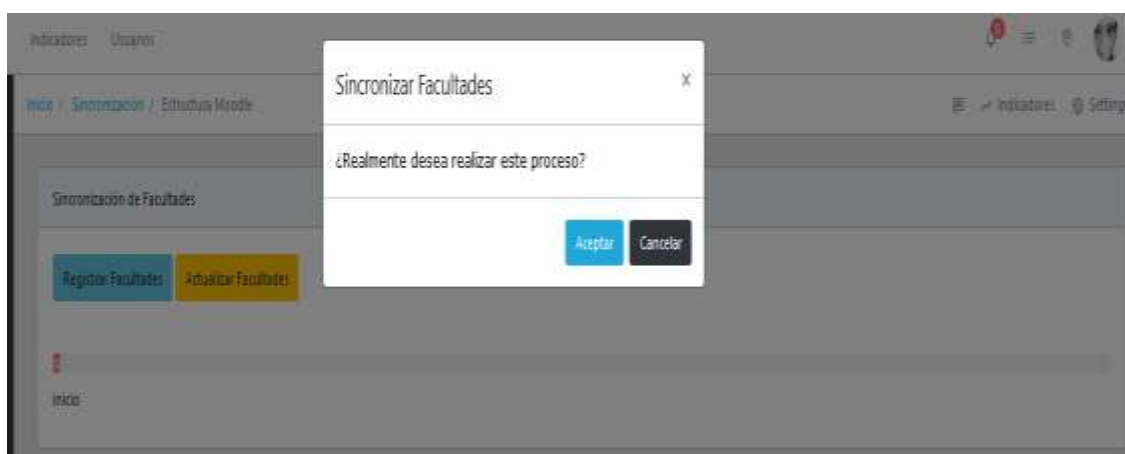 Indicadores Usuarios
Inicio / Sincronización / Estructura Moodle
Indicadores Settings
Sincronizar Facultades X
¿Realmente desea realizar este proceso?
Aceptar Cancelar
Sincronización de Facultades
Registrar Facultades Actualizar Facultades
inicio